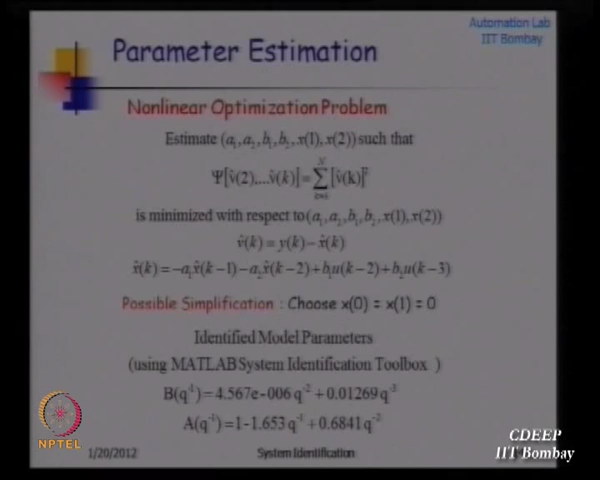 Automation Lab
IIT Bombay
Parameter Estimation
Nonlinear Optimization Problem
Estimate (a₁, a₂, b₁, b₂, x(1), x(2)) such that
Ψ[v̂(2),...v̂(k)] = ∑ᴺ [v̂(k)]²
is minimized with respect to (a₁, a₂, b₁, b₂, x(1), x(2))
v̂(k) = y(k) − x̂(k)
x̂(k) = −a₁x̂(k−1) − a₂x̂(k−2) + b₁u(k−2) + b₂u(k−3)
Possible Simplification : Choose x(0) = x(1) = 0
Identified Model Parameters
(using MATLAB System Identification Toolbox )
B(q⁻¹) = 4.567e-006 q⁻² + 0.01269 q⁻³
A(q⁻¹) = 1 - 1.653 q⁻¹ + 0.6841 q⁻²
NPTEL
1/20/2012
System Identification
CDEEP
IIT Bombay